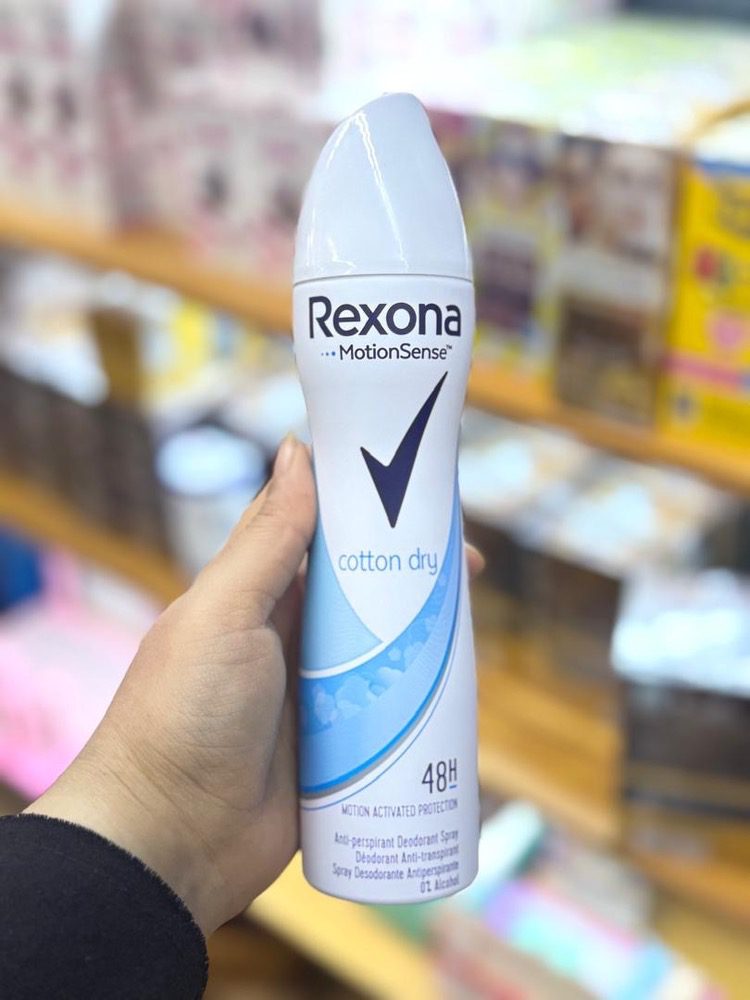 Rexona
MotionSense™
cotton dry
48H
MOTION ACTIVATED PROTECTION
Anti-perspirant Deodorant Spray
Déodorant Anti-transpirant
Spray Desodorante Antiperspirante
0% Alcohol